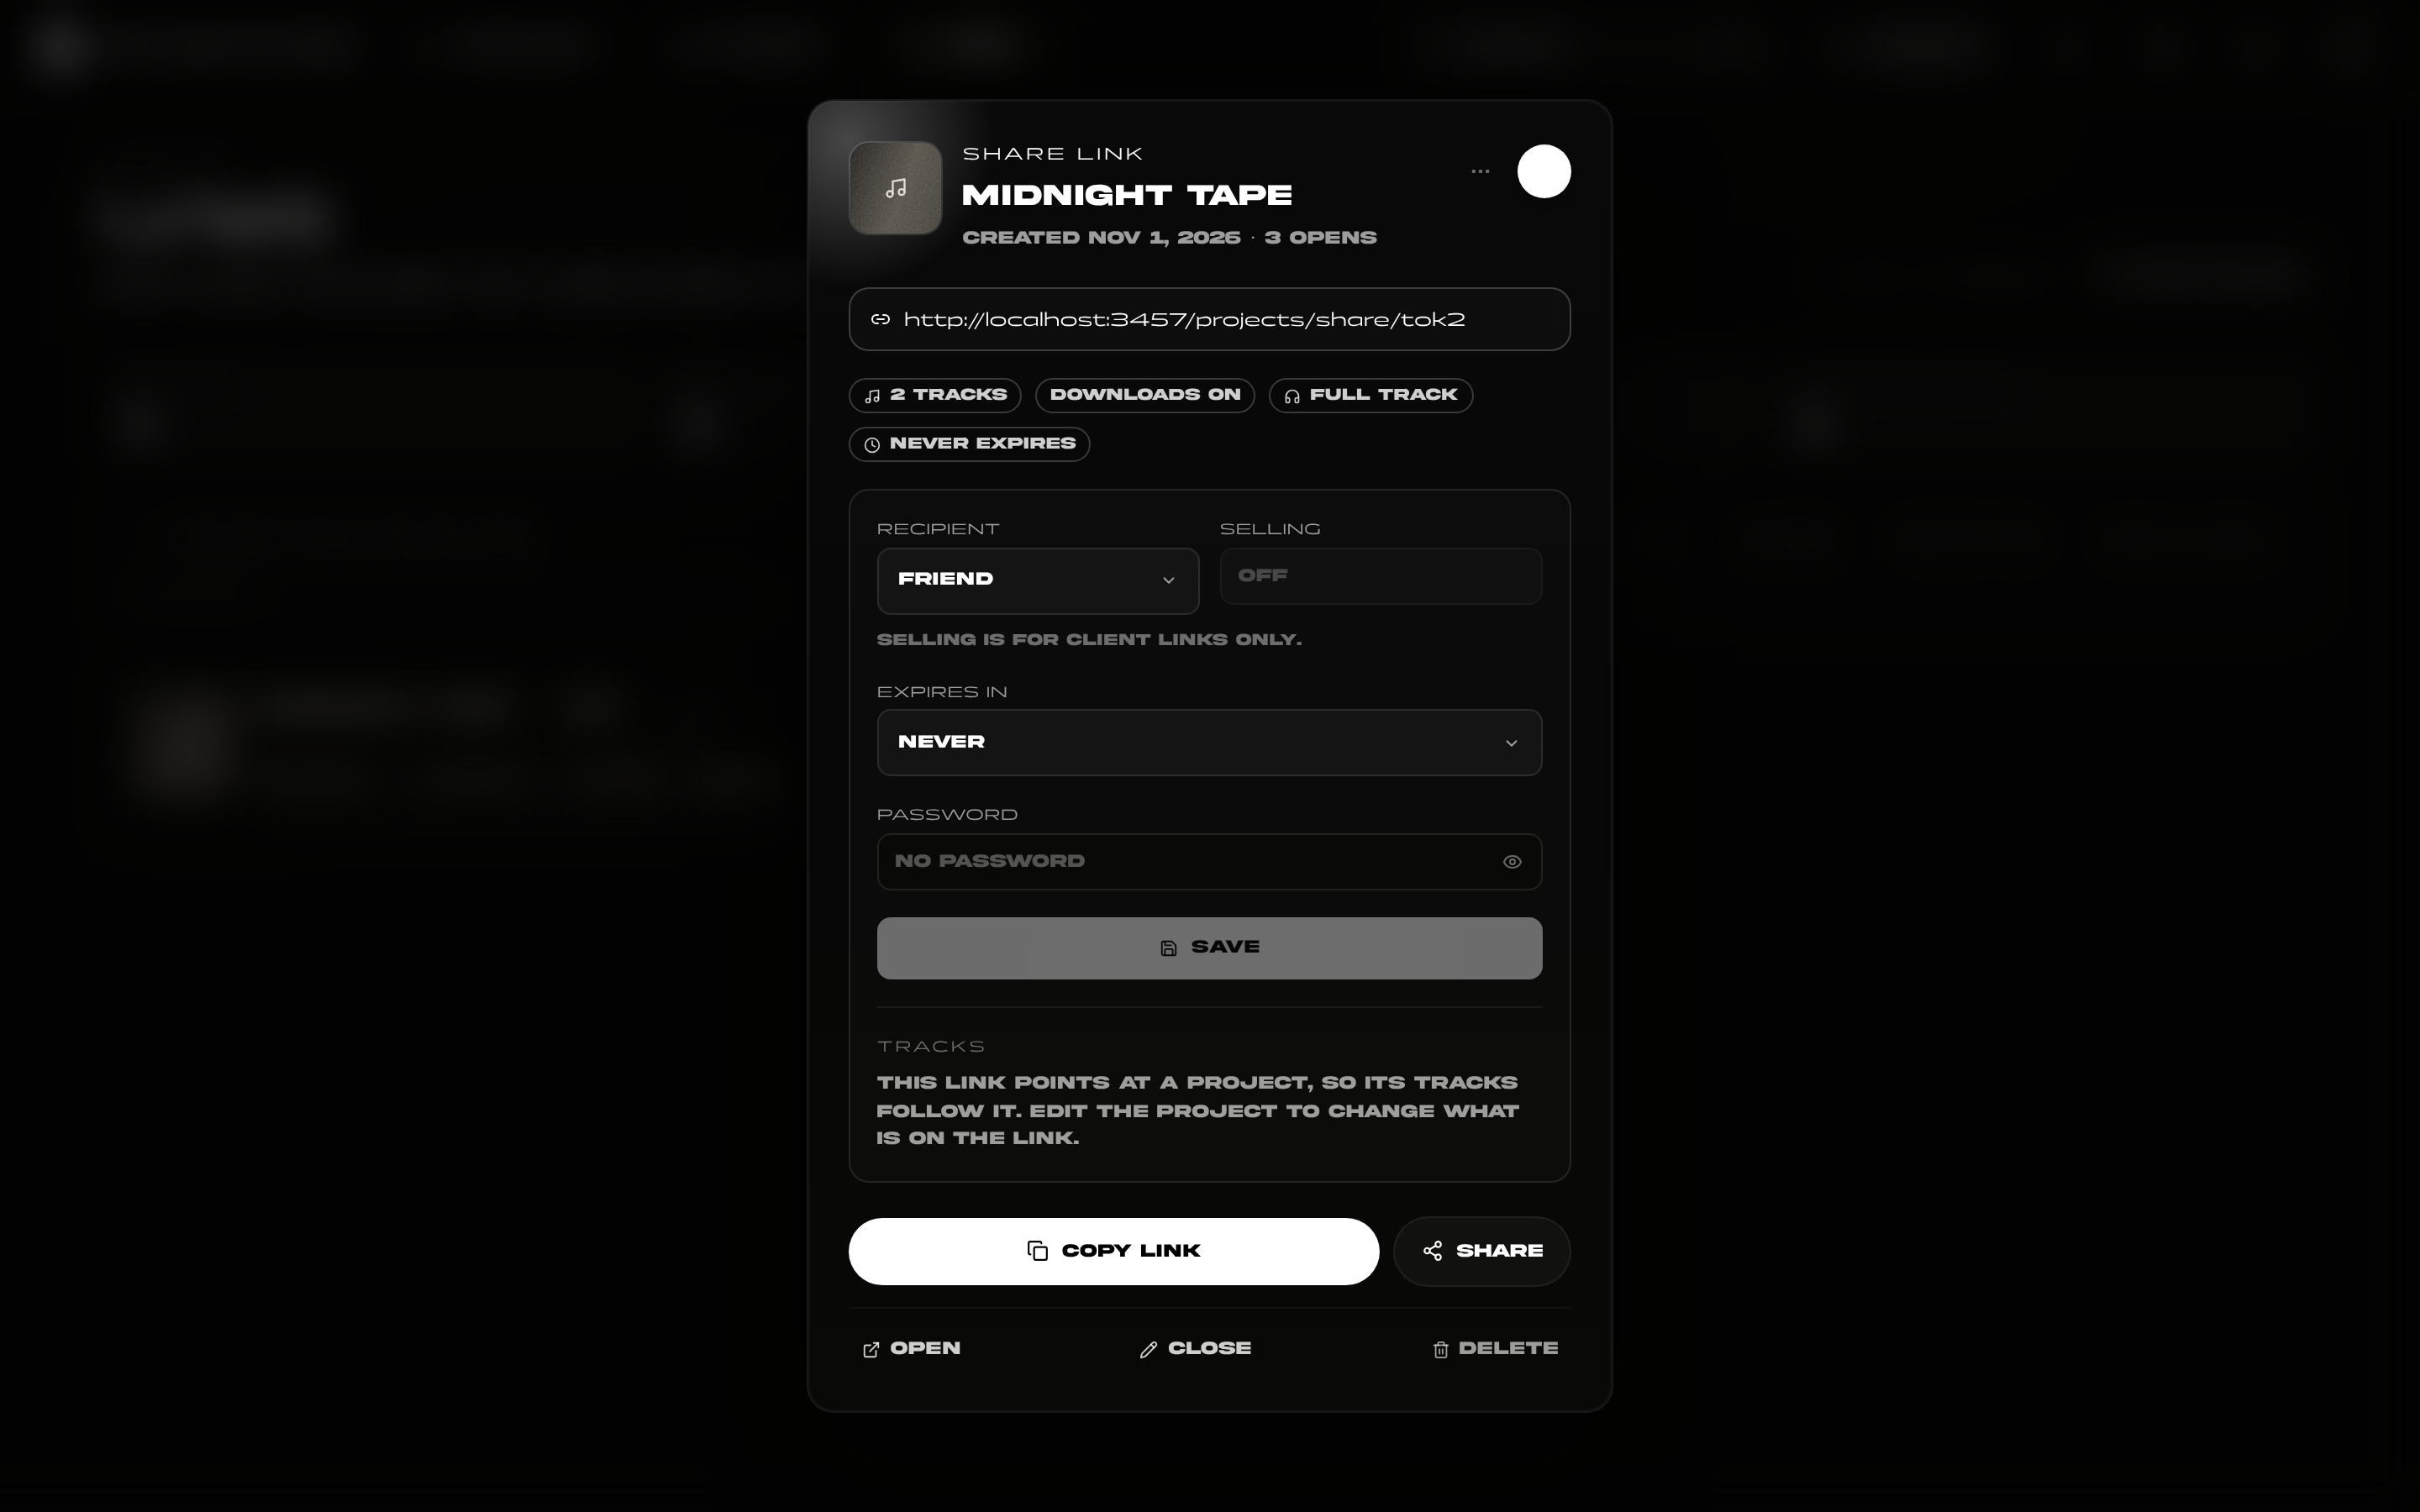 SHARE LINK
MIDNIGHT TAPE
CREATED NOV 1, 2026 · 3 OPENS
http://localhost:3457/projects/share/tok2
2 TRACKS
DOWNLOADS ON
FULL TRACK
NEVER EXPIRES
RECIPIENT
SELLING
FRIEND
OFF
SELLING IS FOR CLIENT LINKS ONLY.
EXPIRES IN
NEVER
PASSWORD
NO PASSWORD
SAVE
TRACKS
THIS LINK POINTS AT A PROJECT, SO ITS TRACKS
FOLLOW IT. EDIT THE PROJECT TO CHANGE WHAT
IS ON THE LINK.
COPY LINK
SHARE
OPEN
CLOSE
DELETE